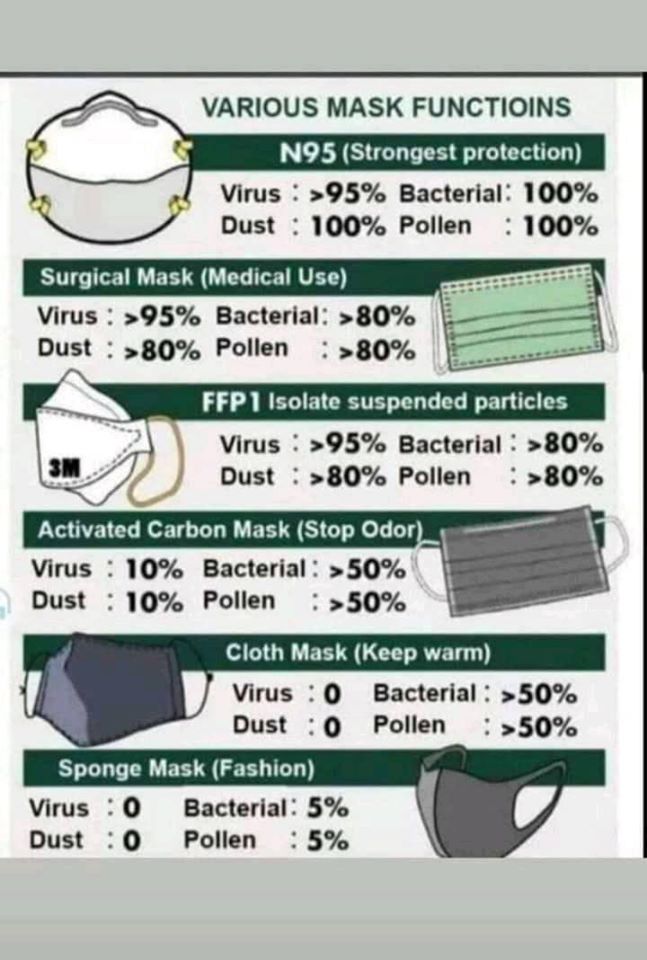 VARIOUS MASK FUNCTIOINS
N95 (Strongest protection)
Virus : >95% Bacterial: 100%
Dust : 100% Pollen : 100%
Surgical Mask (Medical Use)
Virus : >95% Bacterial: >80%
Dust : >80% Pollen : >80%
FFP1 Isolate suspended particles
3M
Virus : >95% Bacterial : >80%
Dust : >80% Pollen : >80%
Activated Carbon Mask (Stop Odor)
Virus : 10% Bacterial : >50%
Dust : 10% Pollen : >50%
Cloth Mask (Keep warm)
Virus : 0 Bacterial : >50%
Dust : 0 Pollen : >50%
Sponge Mask (Fashion)
Virus : 0 Bacterial: 5%
Dust : 0 Pollen : 5%